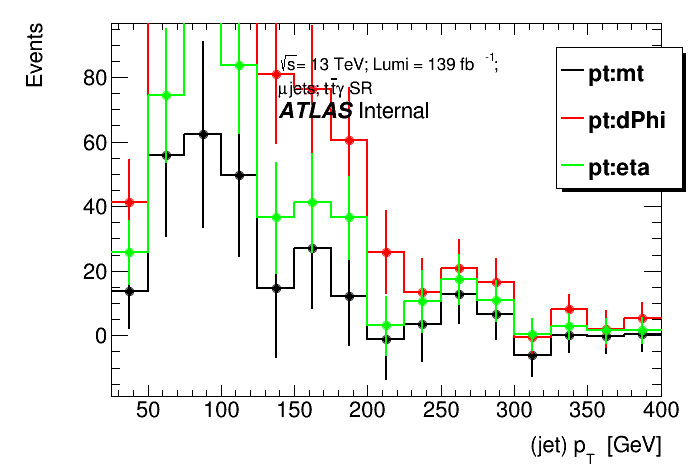 Events
√s= 13 TeV; Lumi = 139 fb⁻¹;
μjets; tt̄γ SR
ATLAS Internal
pt:mt
pt:dPhi
pt:eta
80
60
40
20
0
50 100 150 200 250 300 350 400
(jet) p_T [GeV]